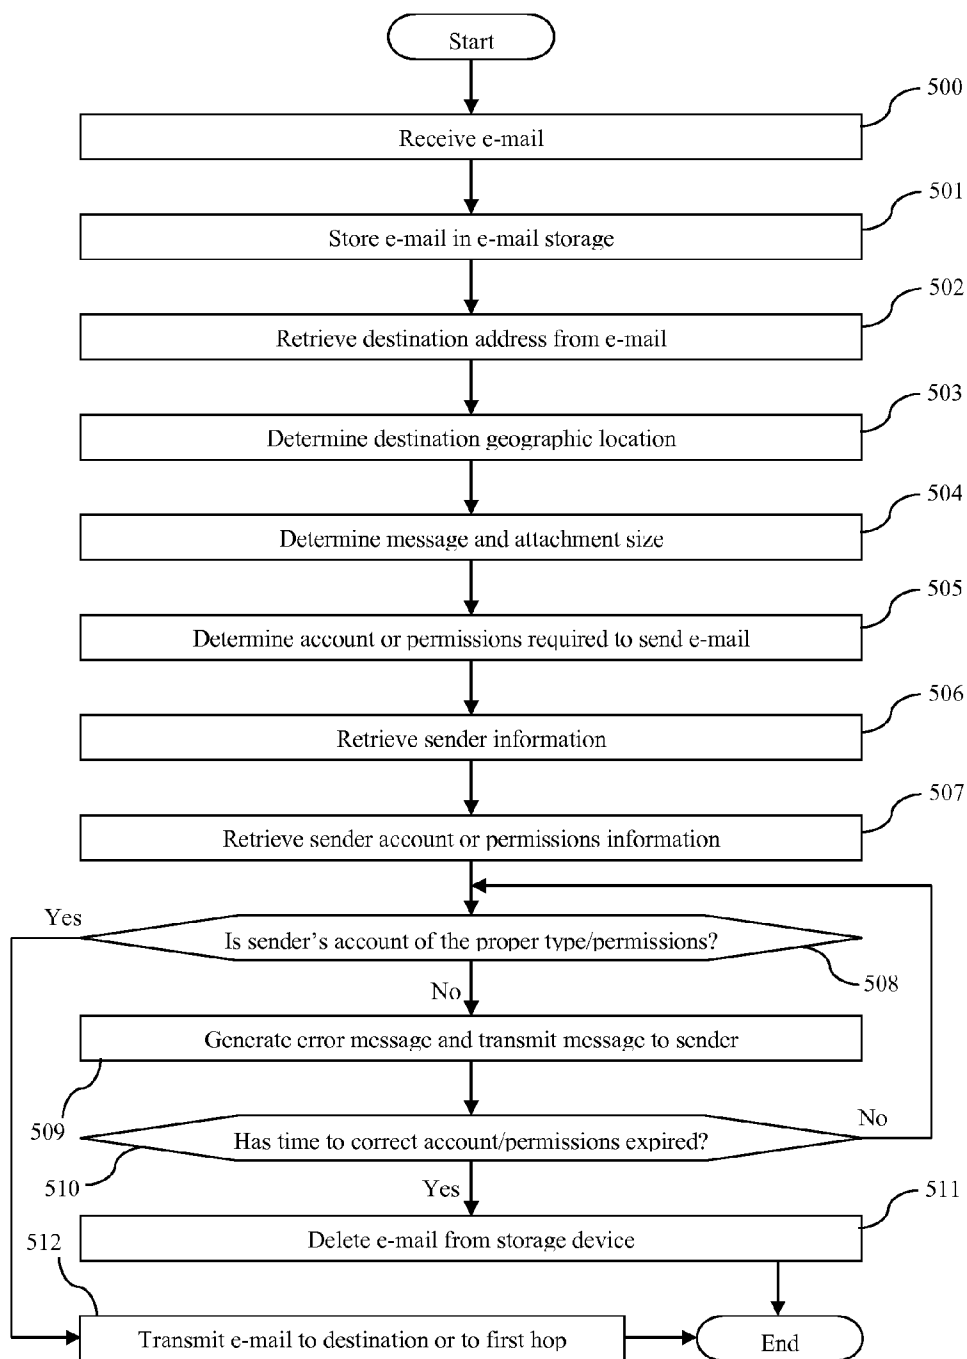 Start
500
Receive e-mail
501
Store e-mail in e-mail storage
502
Retrieve destination address from e-mail
503
Determine destination geographic location
504
Determine message and attachment size
505
Determine account or permissions required to send e-mail
506
Retrieve sender information
507
Retrieve sender account or permissions information
Yes
Is sender's account of the proper type/permissions?
508
No
Generate error message and transmit message to sender
509
No
Has time to correct account/permissions expired?
510
Yes
511
Delete e-mail from storage device
512
Transmit e-mail to destination or to first hop
End